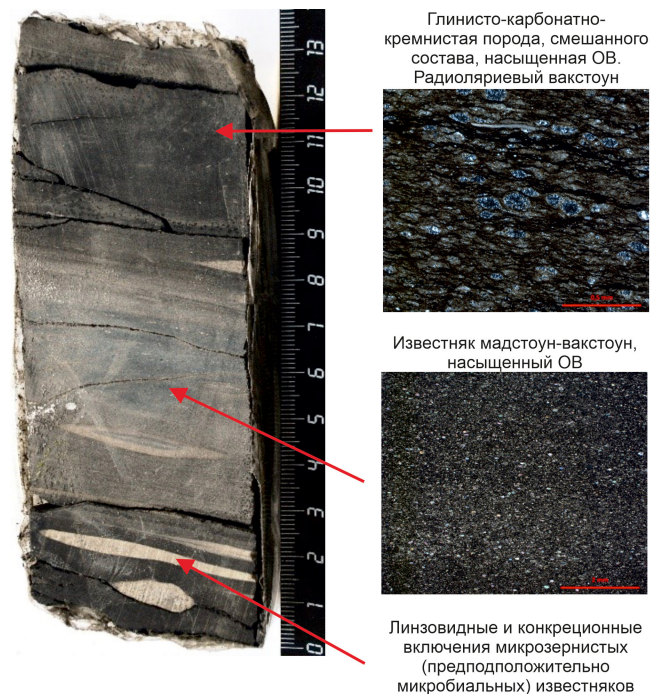 Глинисто-карбонатно-
кремнистая порода, смешанного
состава, насыщенная ОВ.
Радиоляриевый вакстоун
13
12
11
10
9
8
7
6
5
4
3
2
1
0
Известняк мадстоун-вакстоун,
насыщенный ОВ
Линзовидные и конкреционные
включения микрозернистых
(предподположительно
микробиальных) известняков